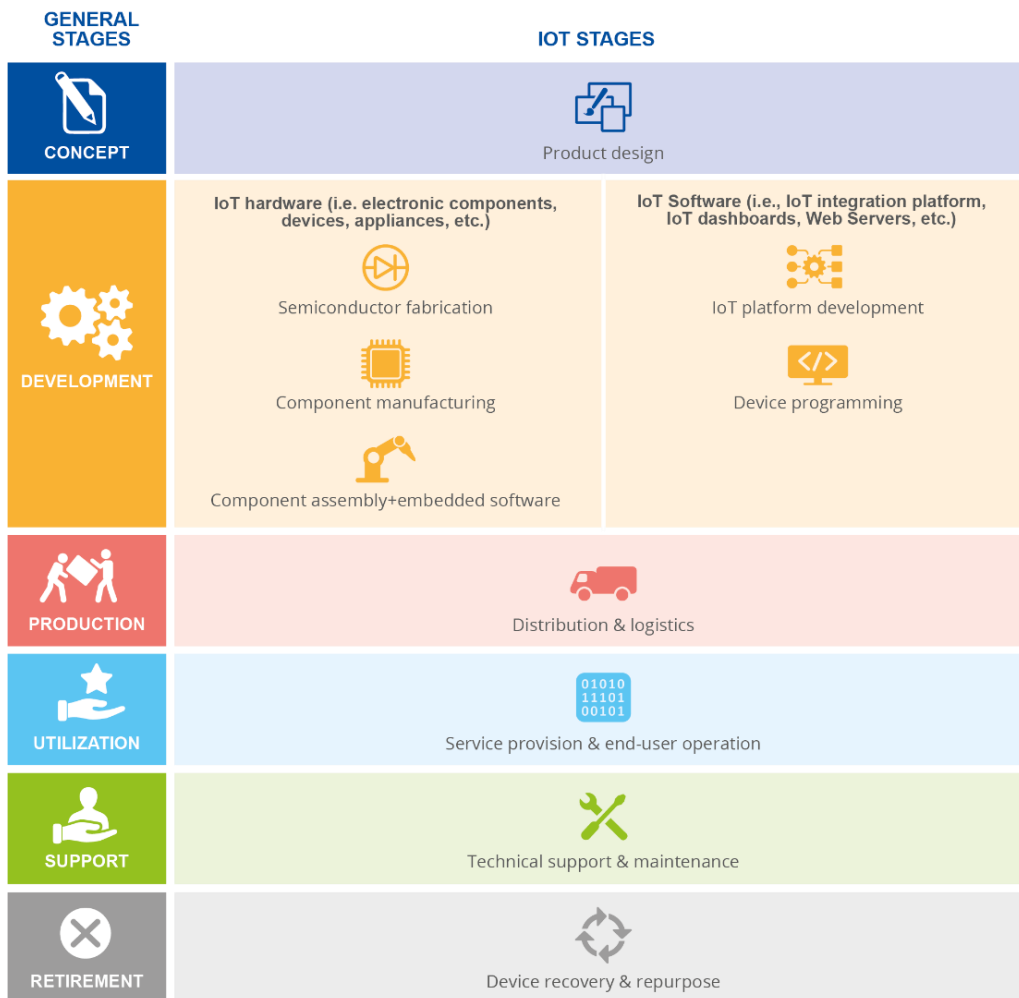 GENERAL
STAGES
IOT STAGES
CONCEPT
Product design
DEVELOPMENT
IoT hardware (i.e. electronic components,
devices, appliances, etc.)
Semiconductor fabrication
Component manufacturing
Component assembly+embedded software
IoT Software (i.e., IoT integration platform,
IoT dashboards, Web Servers, etc.)
IoT platform development
</>
Device programming
PRODUCTION
Distribution & logistics
UTILIZATION
01010
11101
00101
Service provision & end-user operation
SUPPORT
Technical support & maintenance
RETIREMENT
Device recovery & repurpose